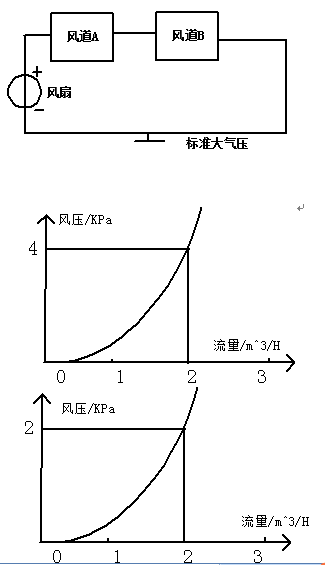 风道A 风道B
+
风扇
-
标准大气压
风压/KPa
4
流量/m^3/H
0 1 2 3
风压/KPa
2
流量/m^3/H
0 1 2 3